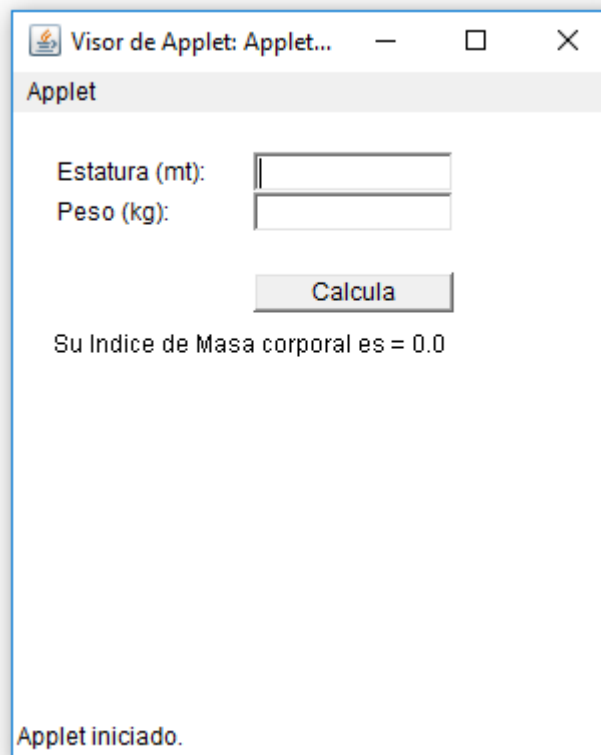 Visor de Applet: Applet...
Applet
Estatura (mt):
Peso (kg):
Calcula
Su Indice de Masa corporal es = 0.0
Applet iniciado.